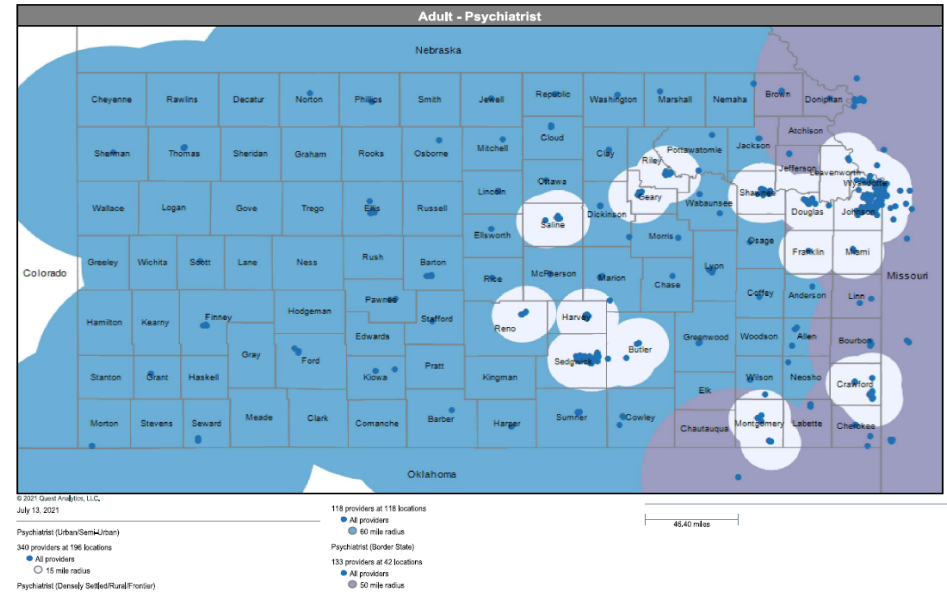 Adult - Psychiatrist
Nebraska
Cheyenne Rawlins Decatur Norton Phillips Smith Jewell Republic Washington Marshall Nemaha Brown Doniphan
Atchison
Sherman Thomas Sheridan Graham Rooks Osborne Mitchell Cloud Clay Riley Pottawatomie Jackson Jefferson Leavenworth
Wallace Logan Gove Trego Ellis Russell Lincoln Ottawa Dickinson Geary Wabaunsee Shawnee Douglas Johnson Wyandotte
Ellsworth Saline Morris Osage Franklin Miami
Colorado Greeley Wichita Scott Lane Ness Rush Barton Rice McPherson Marion Chase Lyon Coffey Anderson Linn Missouri
Hamilton Kearny Finney Hodgeman Pawnee Stafford Reno Harvey
Gray Ford Edwards Pratt Sedgwick Butler Greenwood Woodson Allen Bourbon
Stanton Grant Haskell Kiowa Kingman Elk Wilson Neosho Crawford
Morton Stevens Seward Meade Clark Comanche Barber Harper Sumner Cowley Chautauqua Montgomery Labette Cherokee
Oklahoma
© 2021 Quest Analytics, LLC.
July 13, 2021
Psychiatrist (Urban/Semi-Urban)
340 providers at 196 locations
All providers
15 mile radius
Psychiatrist (Densely Settled/Rural/Frontier)
118 providers at 118 locations
All providers
60 mile radius
Psychiatrist (Border State)
133 providers at 42 locations
All providers
50 mile radius
46.40 miles